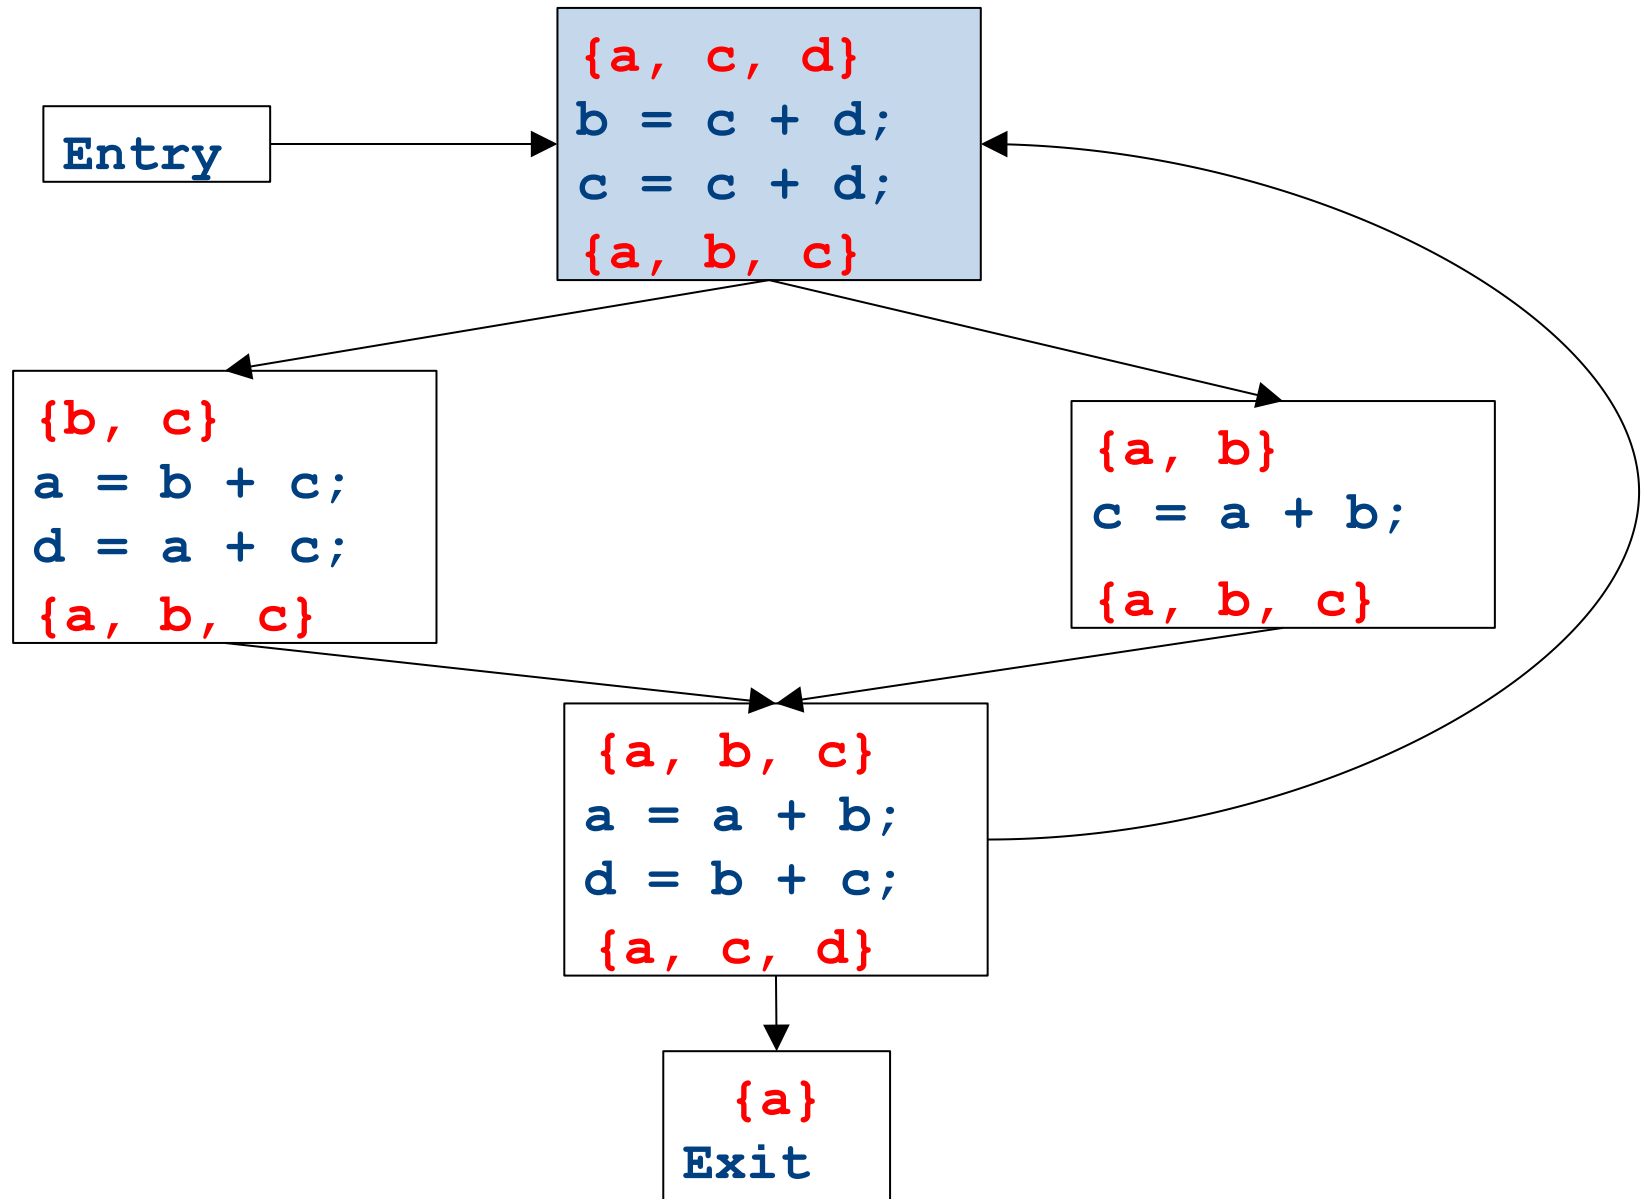 {a, c, d}
b = c + d;
c = c + d;
{a, b, c}
Entry
{b, c}
a = b + c;
d = a + c;
{a, b, c}
{a, b}
c = a + b;
{a, b, c}
{a, b, c}
a = a + b;
d = b + c;
{a, c, d}
{a}
Exit